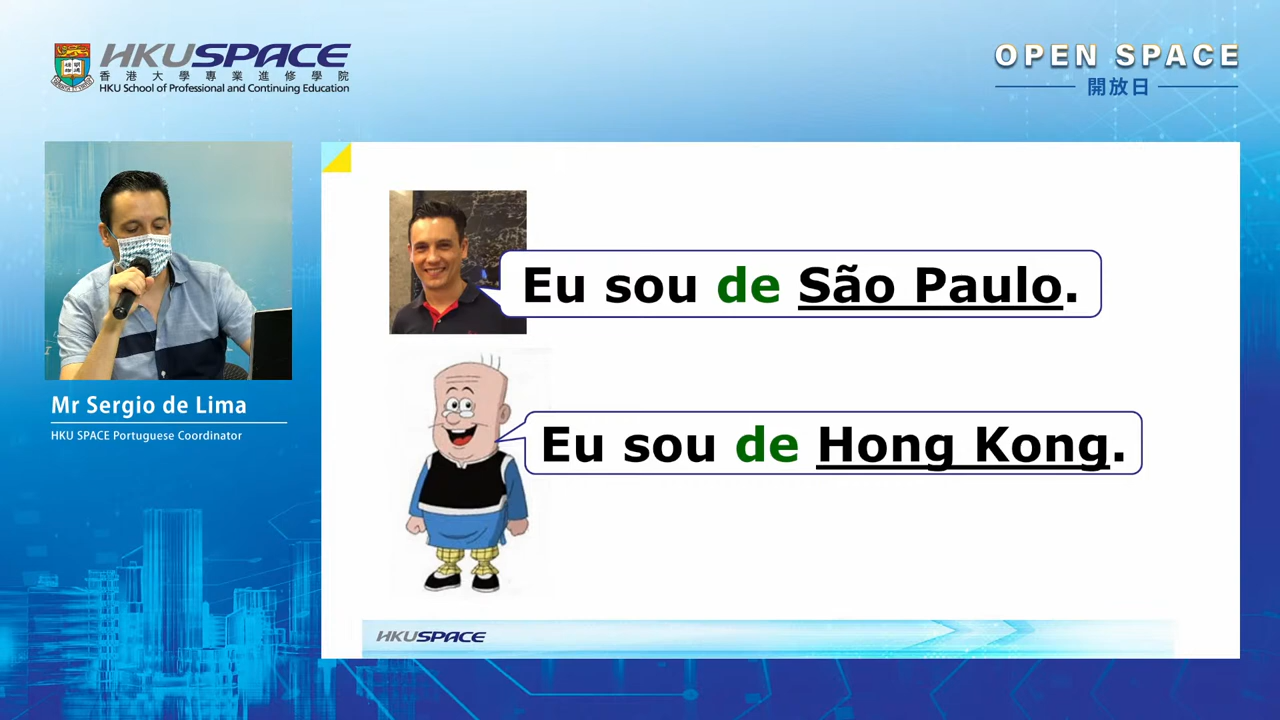 HKUSPACE
香港大學專業進修學院
HKU School of Professional and Continuing Education
OPEN SPACE
開放日
Mr Sergio de Lima
HKU SPACE Portuguese Coordinator
Eu sou de São Paulo.
Eu sou de Hong Kong.
HKUSPACE